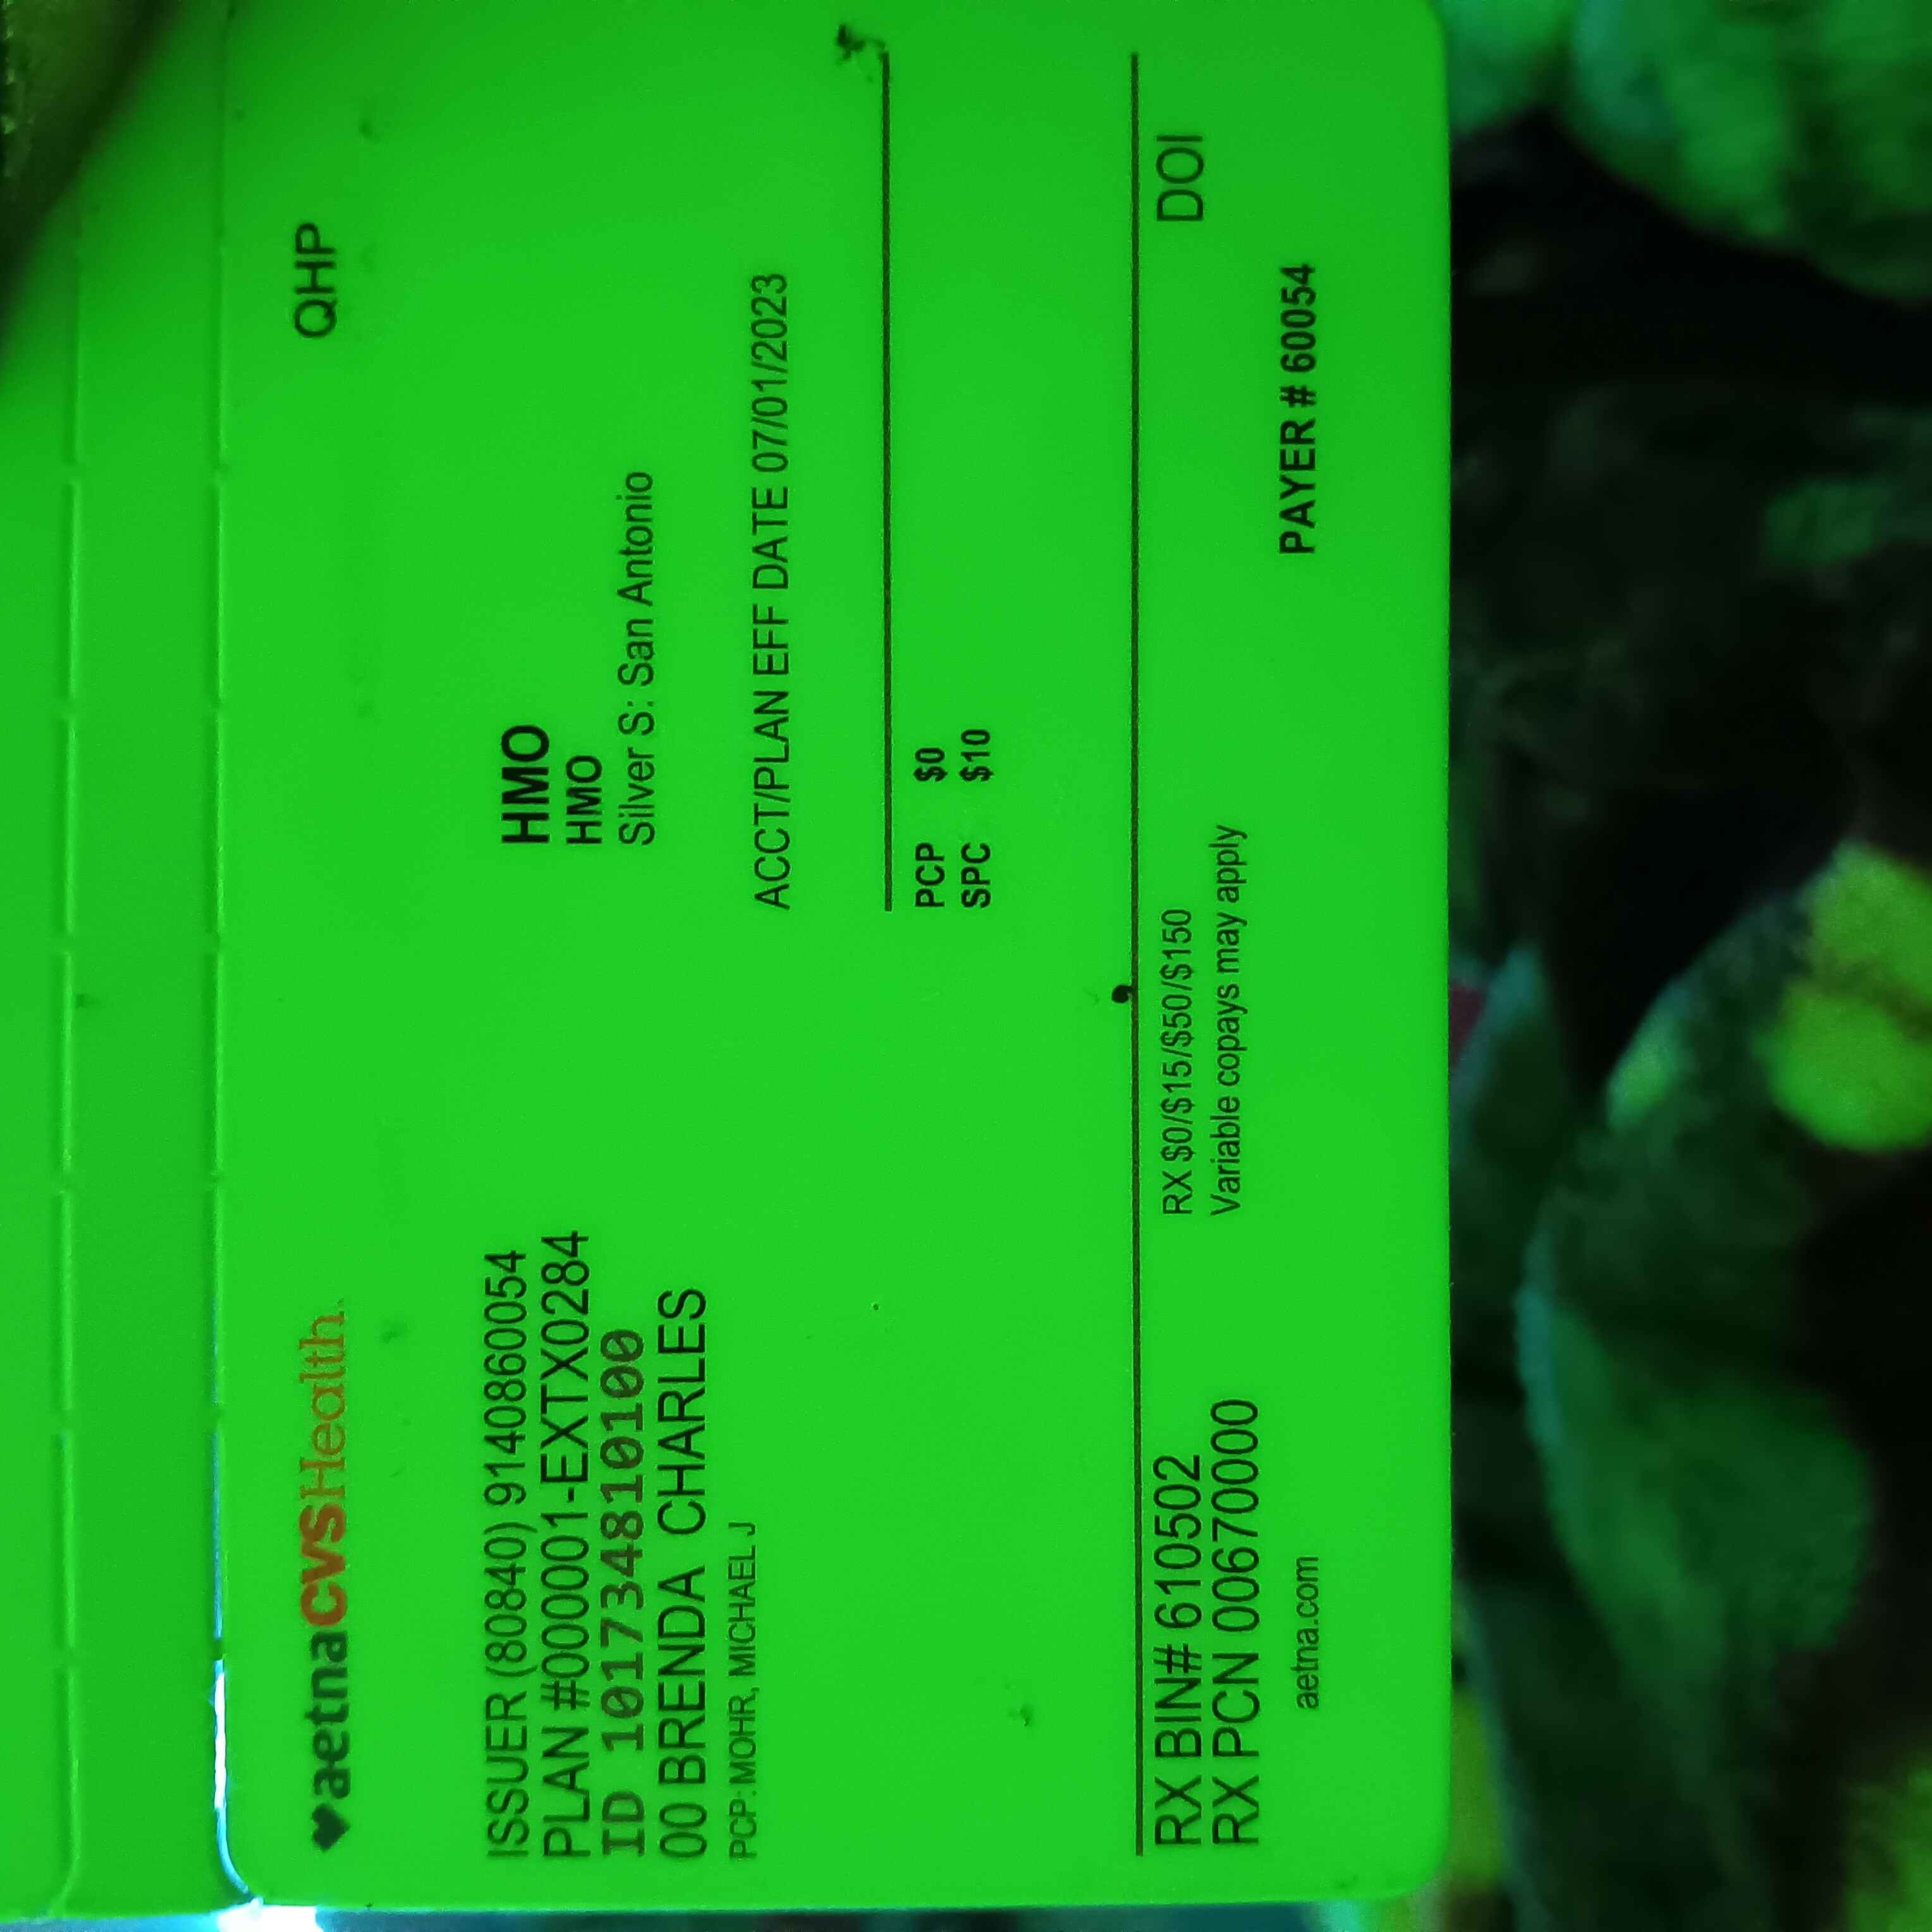 aetna CVSHealth.
QHP
ISSUER (80840) 9140860054
PLAN #000001-EXTX0284
ID 101734810100
00 BRENDA CHARLES
PCP: MOHR, MICHAEL J
HMO
HMO
Silver S: San Antonio
ACCT/PLAN EFF DATE 07/01/2023
PCP $0
SPC $10
RX BIN# 610502
RX PCN 00670000
RX $0/$15/$50/$150
Variable copays may apply
DOI
aetna.com
PAYER # 60054